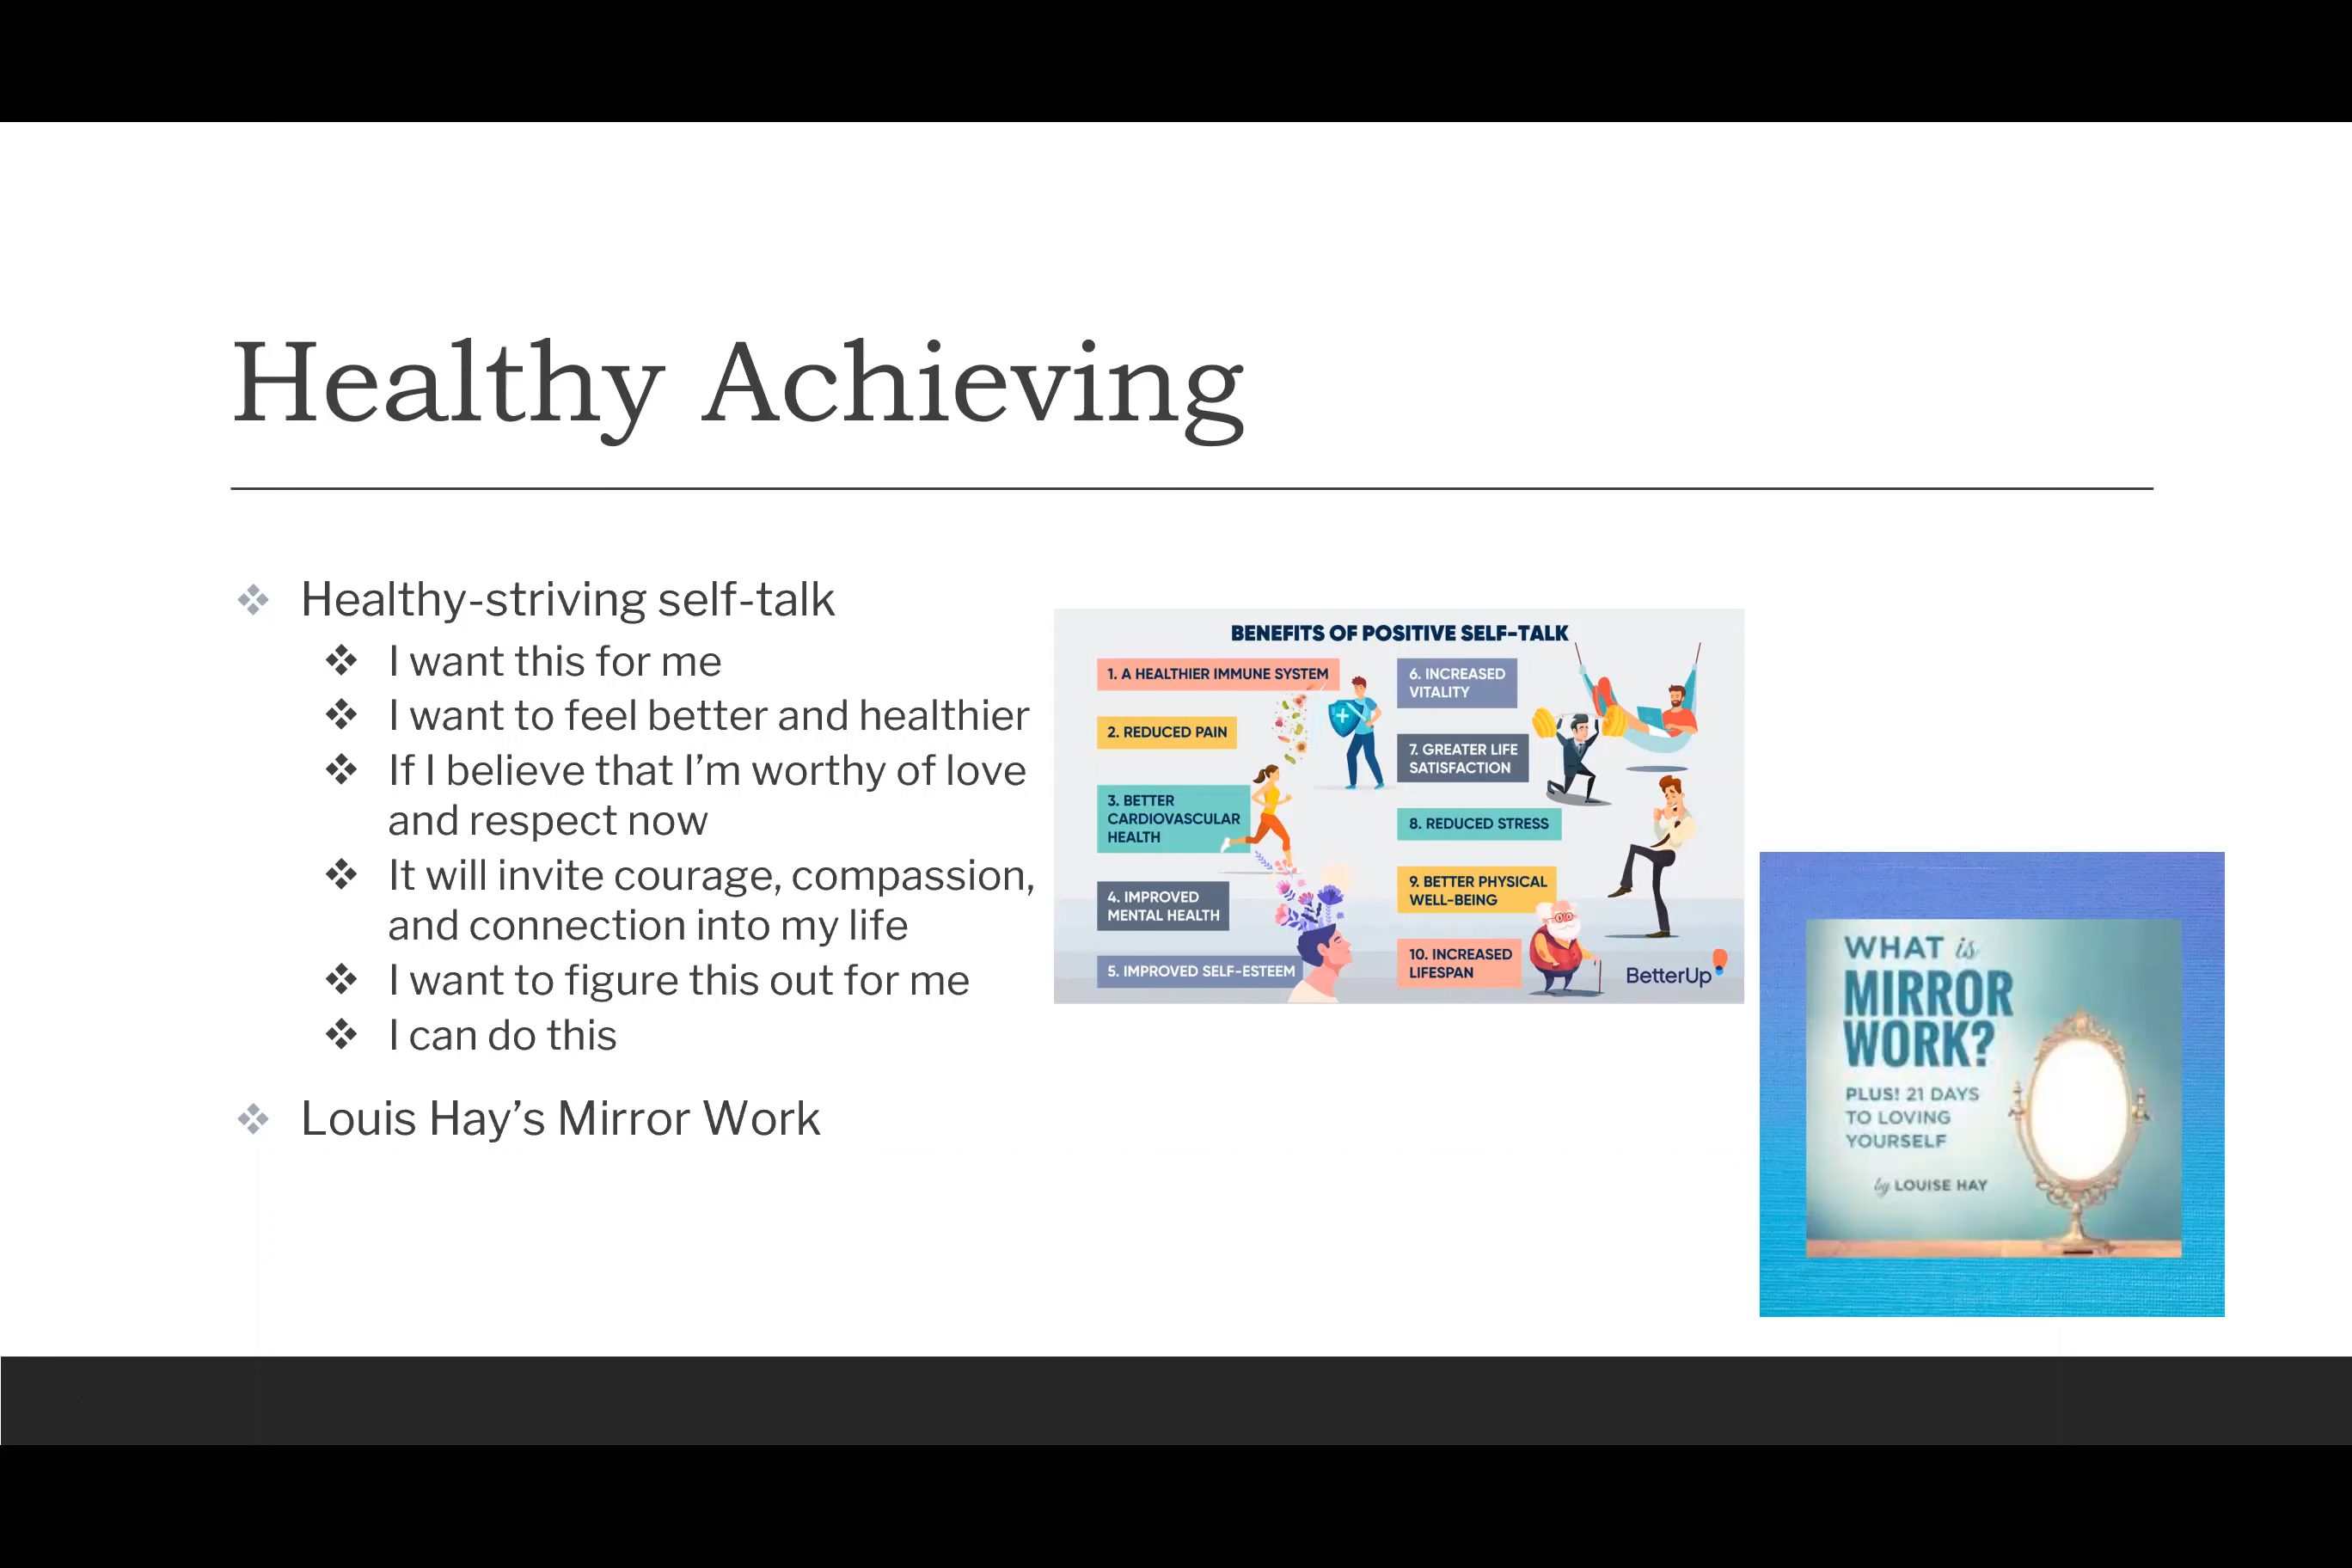 Healthy Achieving
Healthy-striving self-talk
I want this for me
I want to feel better and healthier
If I believe that I’m worthy of love
and respect now
It will invite courage, compassion,
and connection into my life
I want to figure this out for me
I can do this
Louis Hay’s Mirror Work
BENEFITS OF POSITIVE SELF-TALK
1. A HEALTHIER IMMUNE SYSTEM
2. REDUCED PAIN
3. BETTER
CARDIOVASCULAR
HEALTH
4. IMPROVED
MENTAL HEALTH
5. IMPROVED SELF-ESTEEM
6. INCREASED
VITALITY
7. GREATER LIFE
SATISFACTION
8. REDUCED STRESS
9. BETTER PHYSICAL
WELL-BEING
10. INCREASED
LIFESPAN
BetterUp
WHAT is
MIRROR
WORK?
PLUS! 21 DAYS
TO LOVING
YOURSELF
by LOUISE HAY